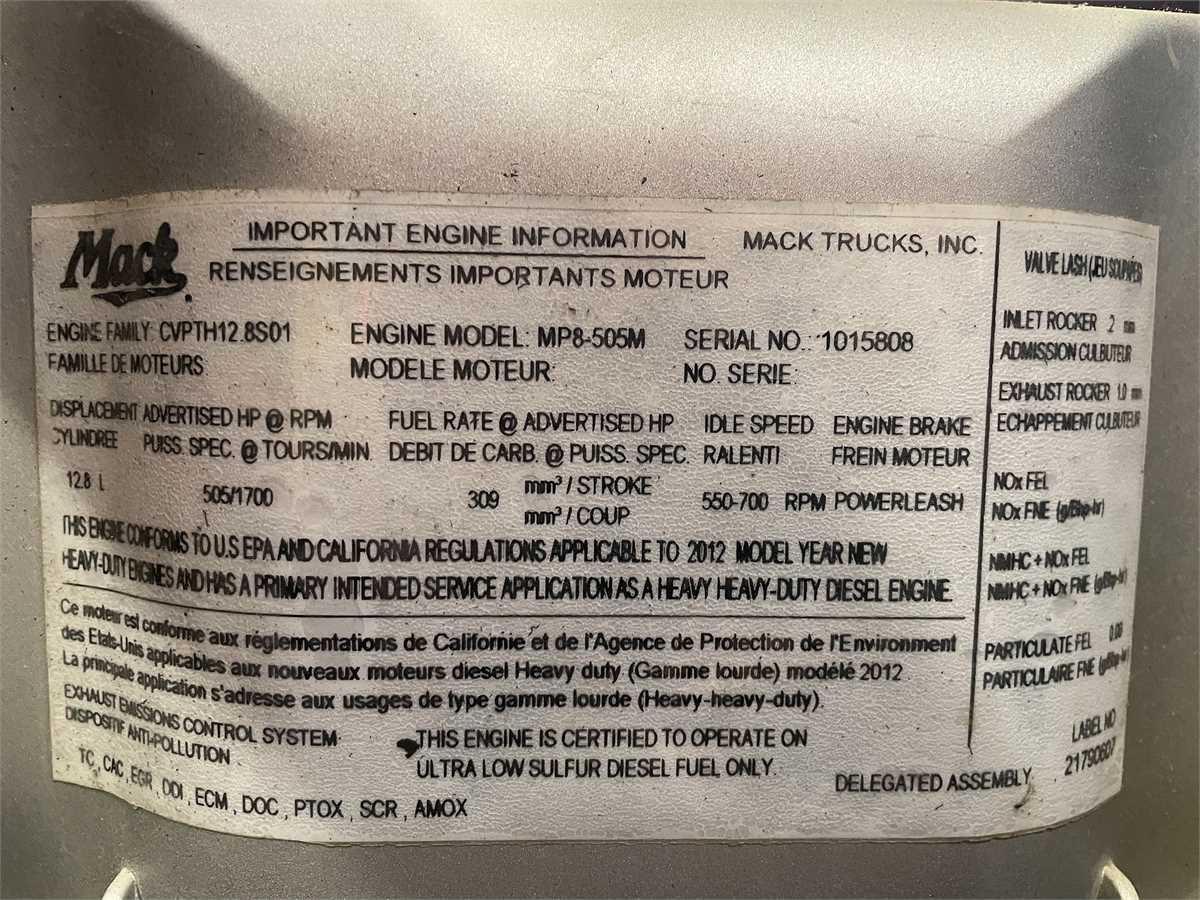 Mack
IMPORTANT ENGINE INFORMATION MACK TRUCKS, INC.
RENSEIGNEMENTS IMPORTANTS MOTEUR
ENGINE FAMILY: CVPTH12.8S01 ENGINE MODEL: MP8-505M SERIAL NO.: 1015808
FAMILLE DE MOTEURS MODELE MOTEUR: NO. SERIE:
DISPLACEMENT ADVERTISED HP @ RPM FUEL RATE @ ADVERTISED HP IDLE SPEED ENGINE BRAKE
CYLINDREE PUISS. SPEC. @ TOURS/MIN. DEBIT DE CARB. @ PUISS. SPEC. RALENTI FREIN MOTEUR
12.8 L 505/1700 309 mm³ / STROKE 550-700 RPM POWERLEASH
mm³ / COUP
THIS ENGINE CONFORMS TO U.S EPA AND CALIFORNIA REGULATIONS APPLICABLE TO 2012 MODEL YEAR NEW
HEAVY-DUTY ENGINES AND HAS A PRIMARY INTENDED SERVICE APPLICATION AS A HEAVY HEAVY-DUTY DIESEL ENGINE.
Ce moteur est conforme aux réglementations de Californie et de l'Agence de Protection de l'Environment
des Etats-Unis applicables aux nouveaux moteurs diesel Heavy duty (Gamme lourde) modélé 2012
La principale application s'adresse aux usages de type gamme lourde (Heavy-heavy-duty).
EXHAUST EMISSIONS CONTROL SYSTEM
DISPOSITIF ANTI-POLLUTION
TC , CAC, EGR , DDI , ECM , DOC , PTOX , SCR , AMOX
THIS ENGINE IS CERTIFIED TO OPERATE ON
ULTRA LOW SULFUR DIESEL FUEL ONLY.
DELEGATED ASSEMBLY
VALVE LASH (JEU SOUPAPES)
INLET ROCKER .2 mm
ADMISSION CULBUTEUR
EXHAUST ROCKER 1.0 mm
ECHAPPEMENT CULBUTEUR
NOx FEL
NOx FNE (g/Bhp-hr)
NMHC + NOx FEL
NMHC + NOx FNE (g/Bhp-hr)
PARTICULATE FEL
PARTICULAIRE FNE (g/Bhp-hr)
LABEL NO
21790607